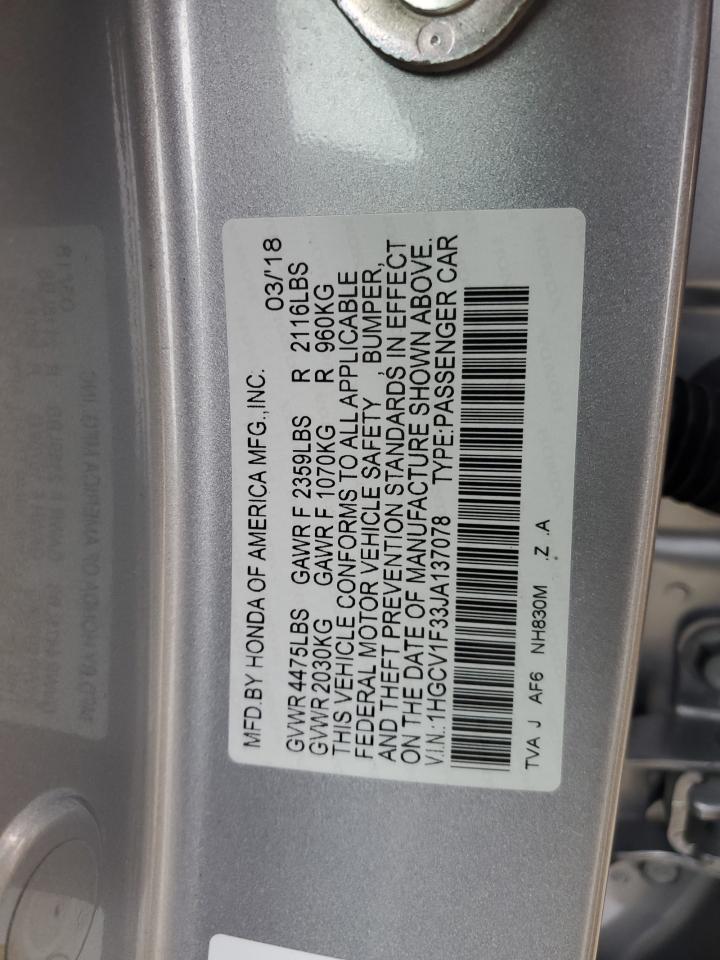 MFD.BY HONDA OF AMERICA MFG.,INC. 03/'18
GVWR 4475LBS GAWR F 2359LBS R 2116LBS
GVWR 2030KG GAWR F 1070KG R 960KG
THIS VEHICLE CONFORMS TO ALL APPLICABLE
FEDERAL MOTOR VEHICLE SAFETY , BUMPER,
AND THEFT PREVENTION STANDARDS IN EFFECT
ON THE DATE OF MANUFACTURE SHOWN ABOVE.
V.I.N.:1HGCV1F33JA137078 TYPE:PASSENGER CAR
TVA J AF6 NH830M .Z .A